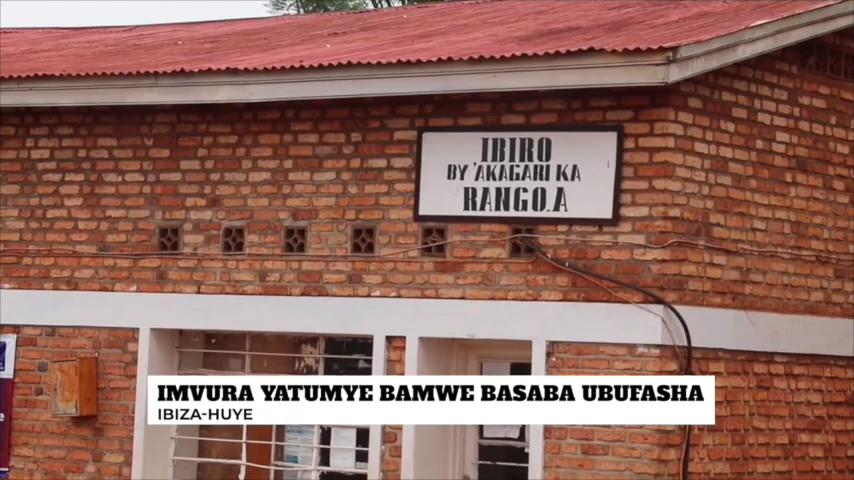 IBIRO
BY'AKAGARI KA
RANGO.A
IMVURA YATUMYE BAMWE BASABA UBUFASHA
IBIZA-HUYE